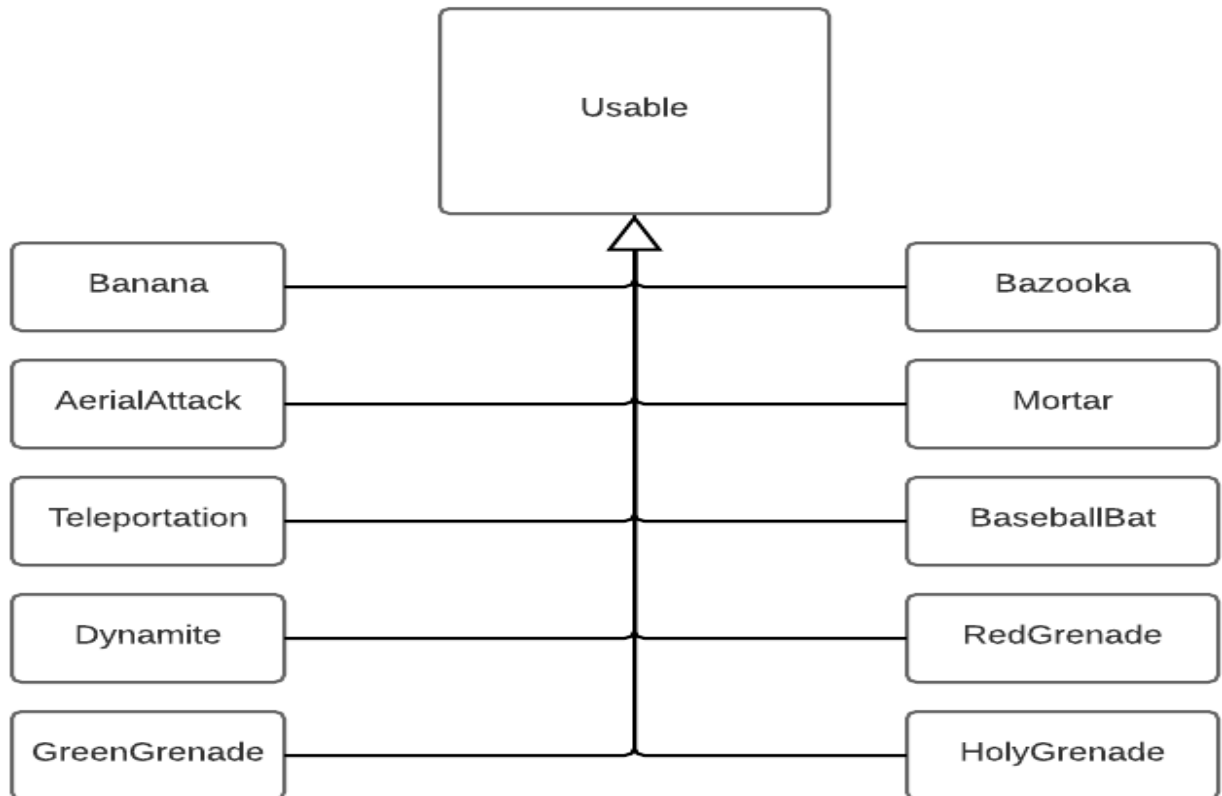 Usable
Banana
Bazooka
AerialAttack
Mortar
Teleportation
BaseballBat
Dynamite
RedGrenade
GreenGrenade
HolyGrenade